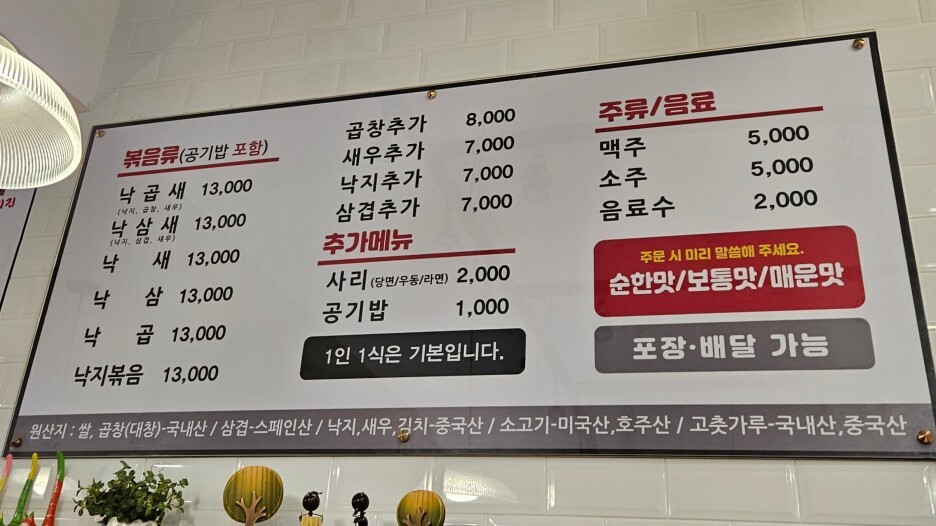 볶음류(공기밥 포함)
낙 곱 새 13,000
(낙지, 곱창, 새우)
낙 삼 새 13,000
(낙지, 삼겹, 새우)
낙 새 13,000
낙 삼 13,000
낙 곱 13,000
낙지볶음 13,000
곱창추가 8,000
새우추가 7,000
낙지추가 7,000
삼겹추가 7,000
추가메뉴
사리(당면/우동/라면) 2,000
공기밥 1,000
1인 1식은 기본입니다.
주류/음료
맥주 5,000
소주 5,000
음료수 2,000
주문 시 미리 말씀해 주세요.
순한맛/보통맛/매운맛
포장·배달 가능
원산지 : 쌀, 곱창(대창)-국내산 / 삼겹-스페인산 / 낙지,새우,김치-중국산 / 소고기-미국산,호주산 / 고춧가루-국내산,중국산